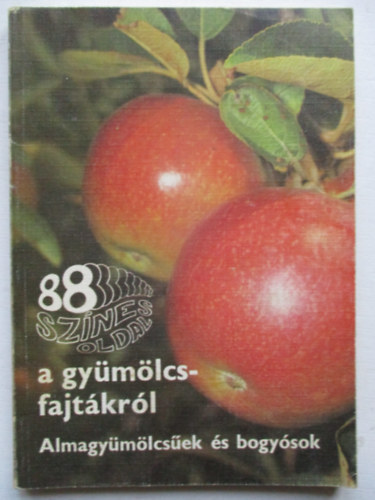 88
SZÍNES
OLDAL
a gyümölcs-
fajtákról
Almagyümölcsűek és bogyósok